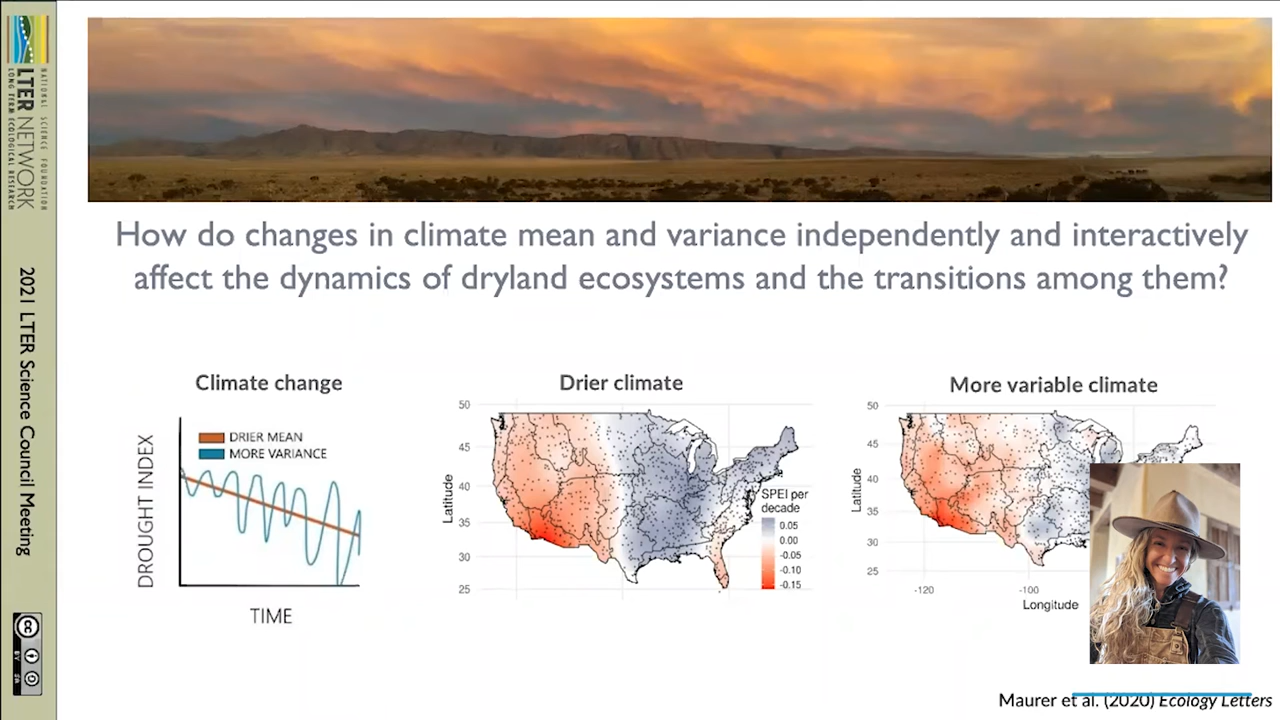 NATIONAL SCIENCE FOUNDATION
LTER NETWORK
LONG TERM ECOLOGICAL RESEARCH
2021 LTER Science Council Meeting
cc
BY SA
How do changes in climate mean and variance independently and interactively
affect the dynamics of dryland ecosystems and the transitions among them?
Climate change
DROUGHT INDEX
DRIER MEAN
MORE VARIANCE
TIME
Drier climate
Latitude
50
45
40
35
30
25
SPEI per
decade
0.05
0.00
-0.05
-0.10
-0.15
More variable climate
Latitude
50
45
40
35
30
25
-120
-100
Longitude
Maurer et al. (2020) Ecology Letters